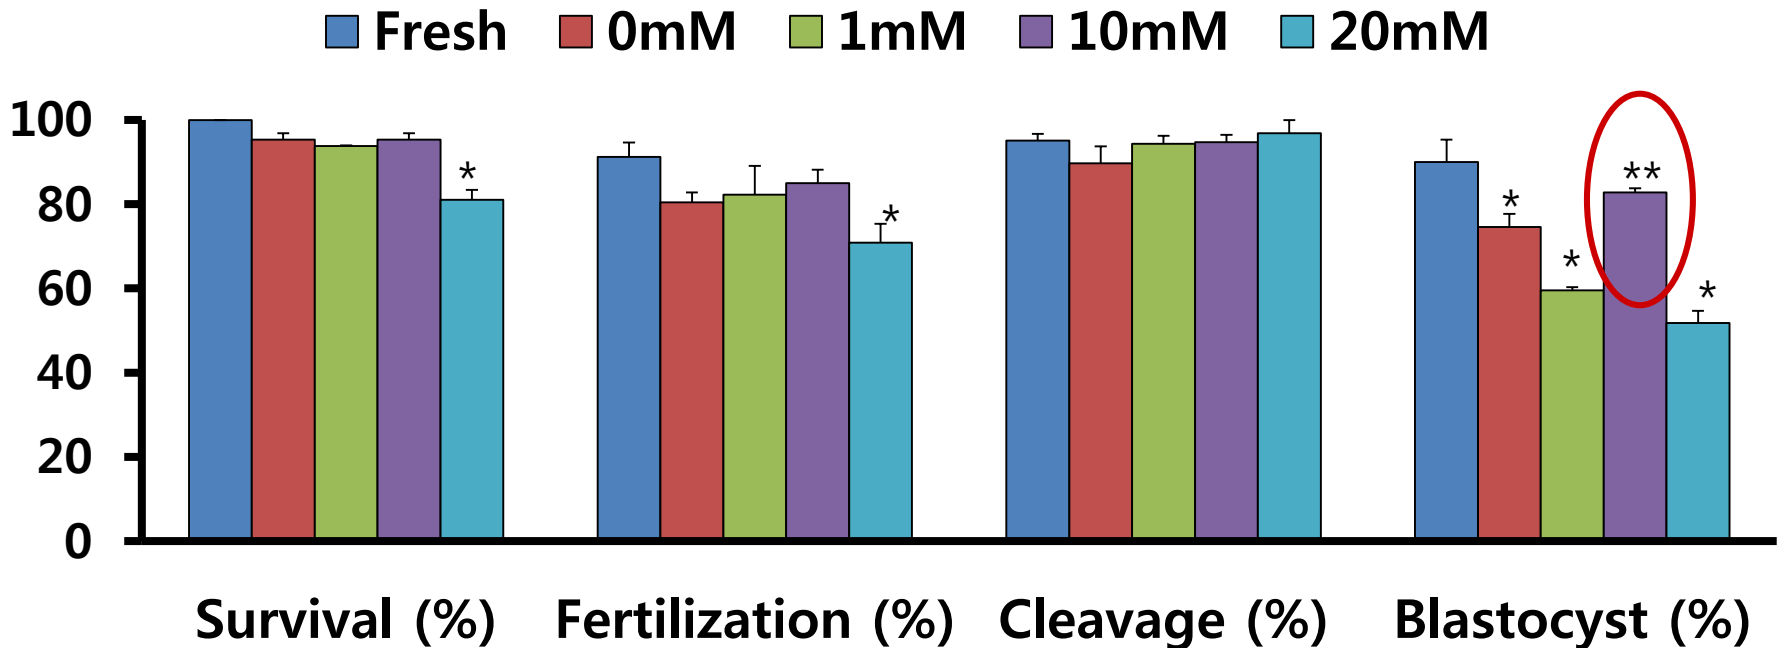 Fresh 0mM 1mM 10mM 20mM
100
80
60
40
20
0
* * * * ** *
Survival (%) Fertilization (%) Cleavage (%) Blastocyst (%)